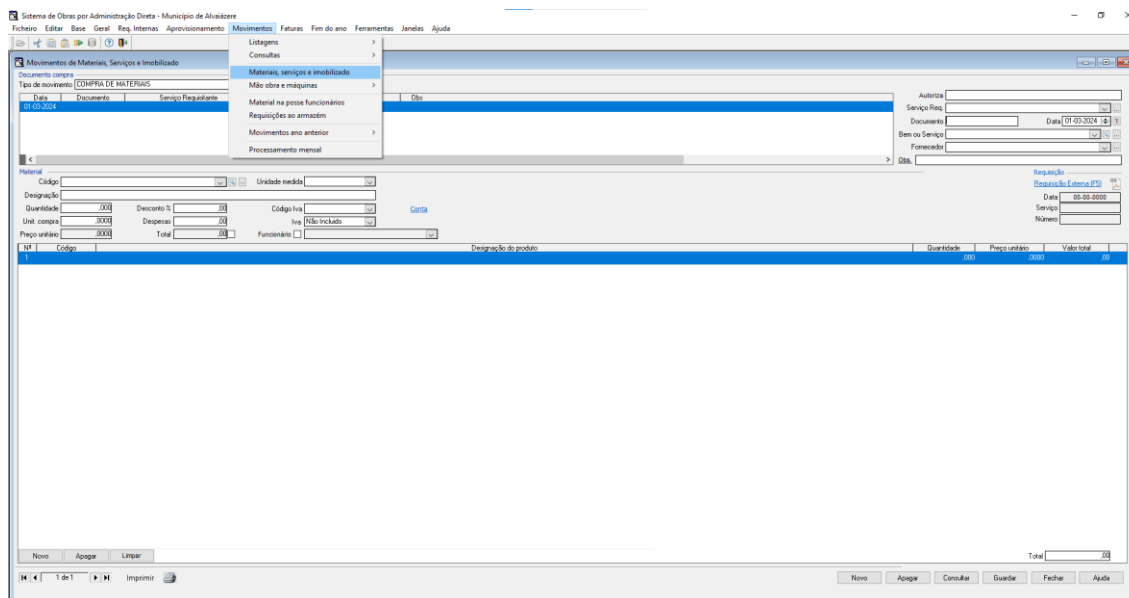 Sistema de Obras por Administração Direta - Município de Alvaiázere
Ficheiro Editar Base Geral Req. Internas Aprovisionamento Movimentos Faturas Fim do ano Ferramentas Janelas Ajuda
Listagens
Consultas
Materiais, serviços e imobilizado
Mão obra e máquinas
Material na posse funcionários
Requisições ao armazém
Movimentos ano anterior
Processamento mensal
Movimentos de Materiais, Serviços e Imobilizado
Documento compra
Tipo de movimento COMPRA DE MATERIAIS
Data Documento Serviço Requisitante Obs
01-03-2024
Autoriza
Serviço Req.
Documento Data 01-03-2024
Bem ou Serviço
Fornecedor
Obs.
Material
Código Unidade medida
Designação
Quantidade .000 Desconto % .00 Código Iva Conta
Unit. compra .0000 Despesas .00 Iva Não Incluido
Preço unitário .0000 Total .00 Funcionário
Requisição
Requisição Externa (F5)
Data 00-00-0000
Serviço
Número
Nº Código Designação do produto Quantidade Preço unitário Valor total
1 .000 .0000 .00
Novo Apagar Limpar Total .00
1 de 1 Imprimir Novo Apagar Consultar Guardar Fechar Ajuda